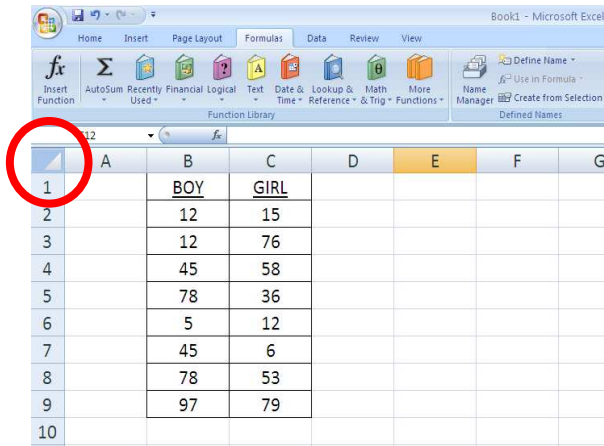 Book1 - Microsoft Excel
Home Insert Page Layout Formulas Data Review View
fx Σ ? A θ
Insert Function AutoSum Recently Used Financial Logical Text Date & Time Lookup & Reference Math & Trig More Functions Name Manager Define Name Use in Formula Create from Selection
Function Library Defined Names
12 fx
A B C D E F G
1 BOY GIRL
2 12 15
3 12 76
4 45 58
5 78 36
6 5 12
7 45 6
8 78 53
9 97 79
10